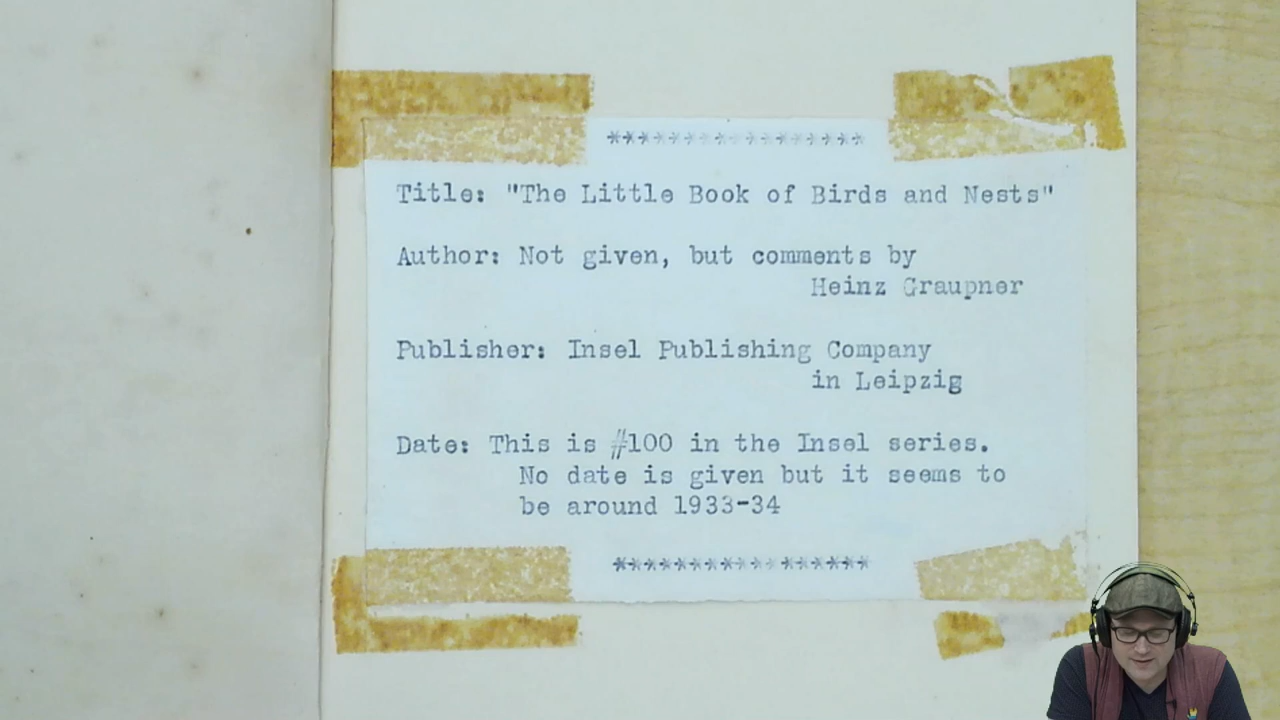 *****************
Title: "The Little Book of Birds and Nests"
Author: Not given, but comments by
Heinz Graupner
Publisher: Insel Publishing Company
in Leipzig
Date: This is #100 in the Insel series.
No date is given but it seems to
be around 1933-34
*****************